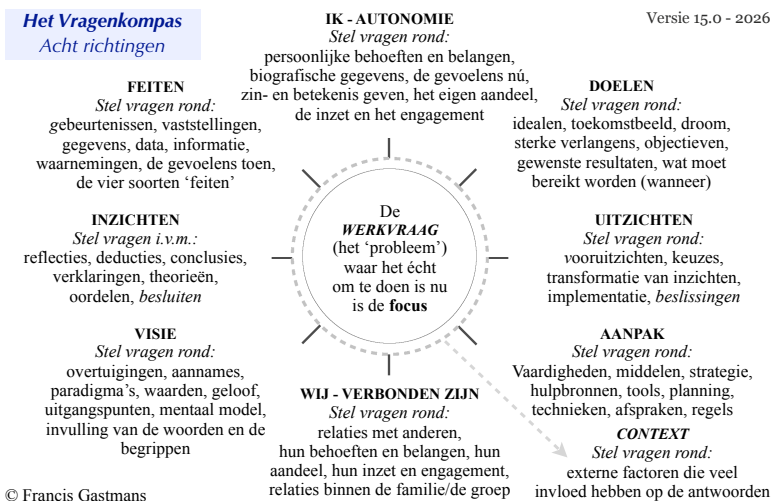 Het Vragenkompas
Acht richtingen
Versie 15.0 - 2026
IK - AUTONOMIE
Stel vragen rond:
persoonlijke behoeften en belangen,
biografische gegevens, de gevoelens nú,
zin- en betekenis geven, het eigen aandeel,
de inzet en het engagement
FEITEN
Stel vragen rond:
gebeurtenissen, vaststellingen,
gegevens, data, informatie,
waarnemingen, de gevoelens toen,
de vier soorten ‘feiten’
DOELEN
Stel vragen rond:
idealen, toekomstbeeld, droom,
sterke verlangens, objectieven,
gewenste resultaten, wat moet
bereikt worden (wanneer)
INZICHTEN
Stel vragen i.v.m.:
reflecties, deducties, conclusies,
verklaringen, theorieën,
oordelen, besluiten
De
WERKVRAAG
(het ‘probleem’)
waar het écht
om te doen is nu
is de focus
UITZICHTEN
Stel vragen rond:
vooruitzichten, keuzes,
transformatie van inzichten,
implementatie, beslissingen
VISIE
Stel vragen rond:
overtuigingen, aannames,
paradigma’s, waarden, geloof,
uitgangspunten, mentaal model,
invulling van de woorden en de
begrippen
AANPAK
Stel vragen rond:
Vaardigheden, middelen, strategie,
hulpbronnen, tools, planning,
technieken, afspraken, regels
WIJ - VERBONDEN ZIJN
Stel vragen rond:
relaties met anderen,
hun behoeften en belangen, hun
aandeel, hun inzet en engagement,
relaties binnen de familie/de groep
CONTEXT
Stel vragen rond:
externe factoren die veel
invloed hebben op de antwoorden
© Francis Gastmans